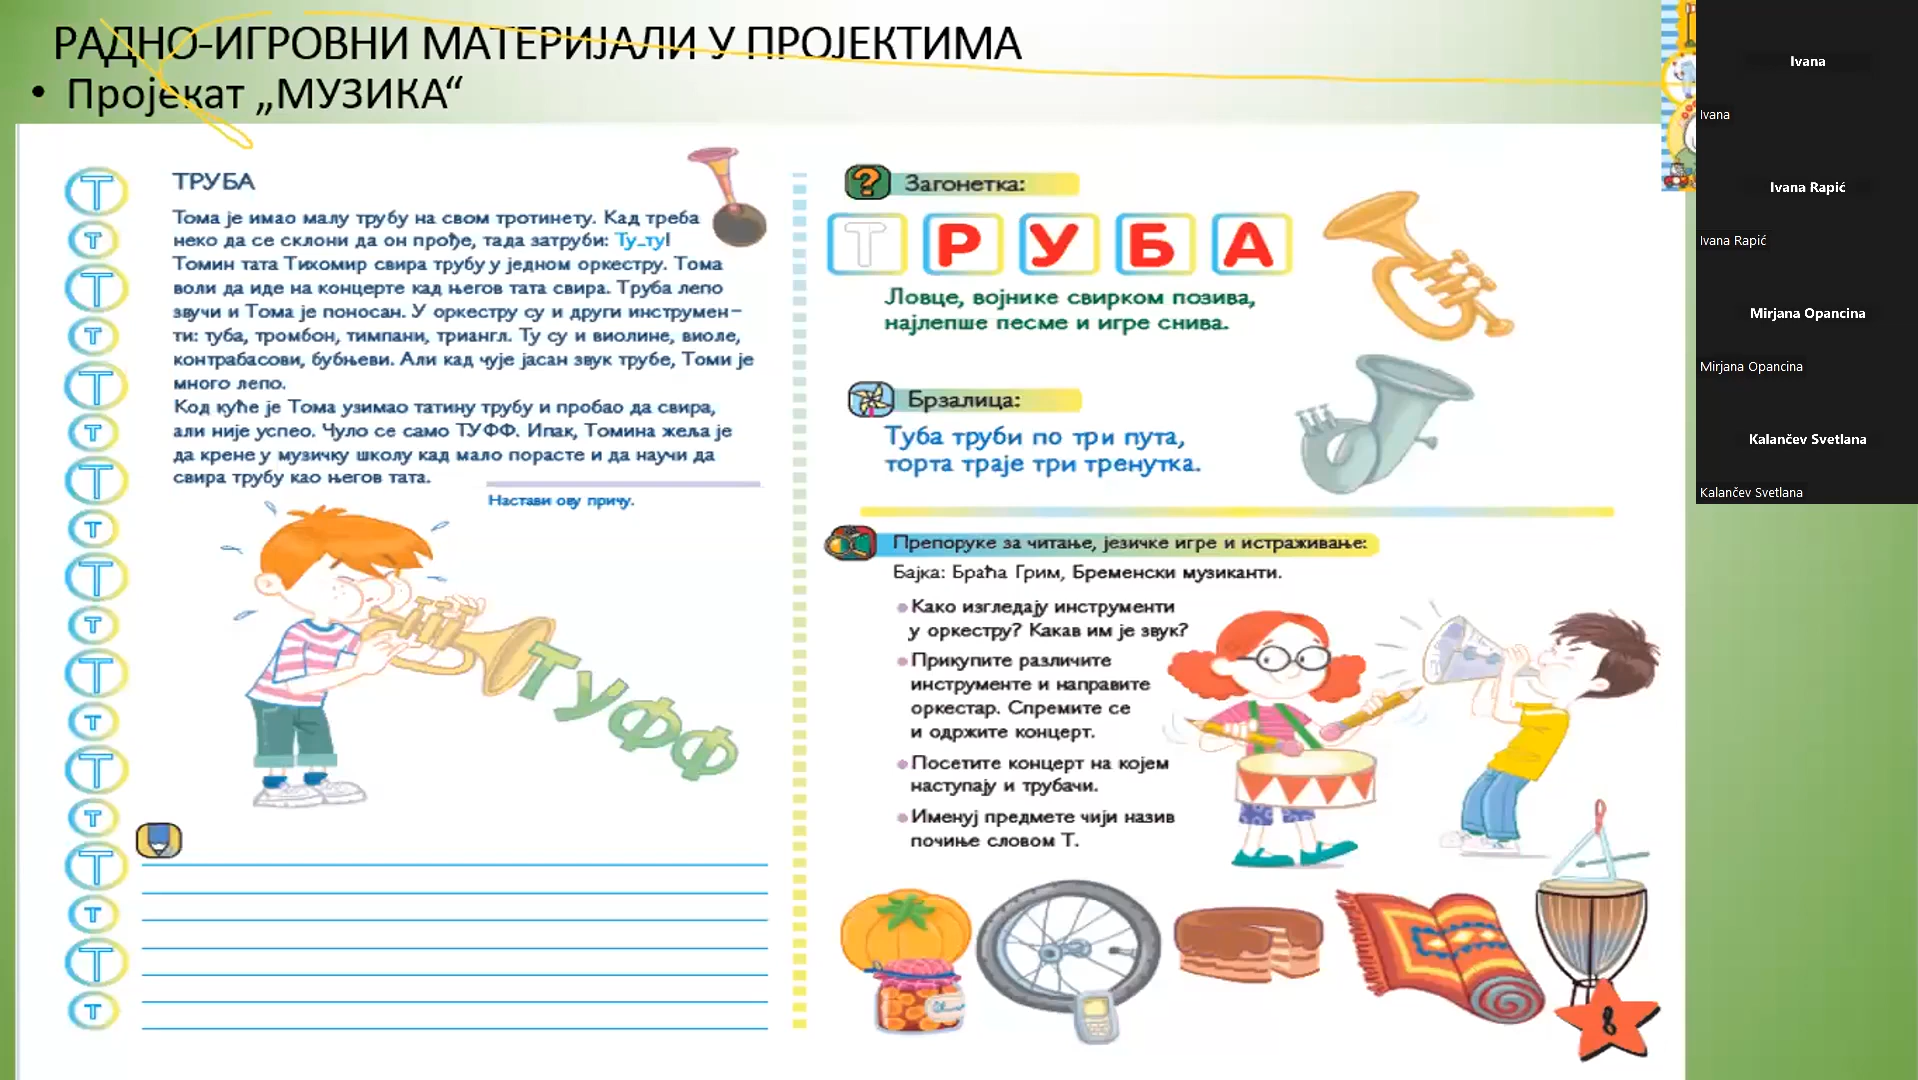 РАДНО-ИГРОВНИ МАТЕРИЈАЛИ У ПРОЈЕКТИМА
• Пројекат „МУЗИКА“
Т
т
Т
т
Т
т
Т
т
Т
т
Т
т
Т
т
Т
т
Т
т
ТРУБА
Тома је имао малу трубу на свом тротинету. Кад треба
неко да се склони да он прође, тада затруби: Ту_ту!
Томин тата Тихомир свира трубу у једном оркестру. Тома
воли да иде на концерте кад његов тата свира. Труба лепо
звучи и Тома је поносан. У оркестру су и други инструмен-
ти: туба, тромбон, тимпани, триангл. Ту су и виолине, виоле,
контрабасови, бубњеви. Али кад чује јасан звук трубе, Томи је
много лепо.
Код куће је Тома узимао татину трубу и пробао да свира,
али није успео. Чуло се само ТУФФ. Ипак, Томина жеља је
да крене у музичку школу кад мало порасте и да научи да
свира трубу као његов тата.
Настави ову причу.
ТУФФ
Загонетка:
Т Р У Б А
Ловце, војнике свирком позива,
најлепше песме и игре снива.
Брзалица:
Туба труби по три пута,
торта траје три тренутка.
Препоруке за читање, језичке игре и истраживање:
Бајка: Браћа Грим, Бременски музиканти.
• Како изгледају инструменти
у оркестру? Какав им је звук?
• Прикупите различите
инструменте и направите
оркестар. Спремите се
и одржите концерт.
• Посетите концерт на којем
наступају и трубачи.
• Именуј предмете чији назив
почиње словом Т.
8
Ivana
Ivana
Ivana Rapić
Ivana Rapić
Mirjana Opancina
Mirjana Opancina
Kalančev Svetlana
Kalančev Svetlana